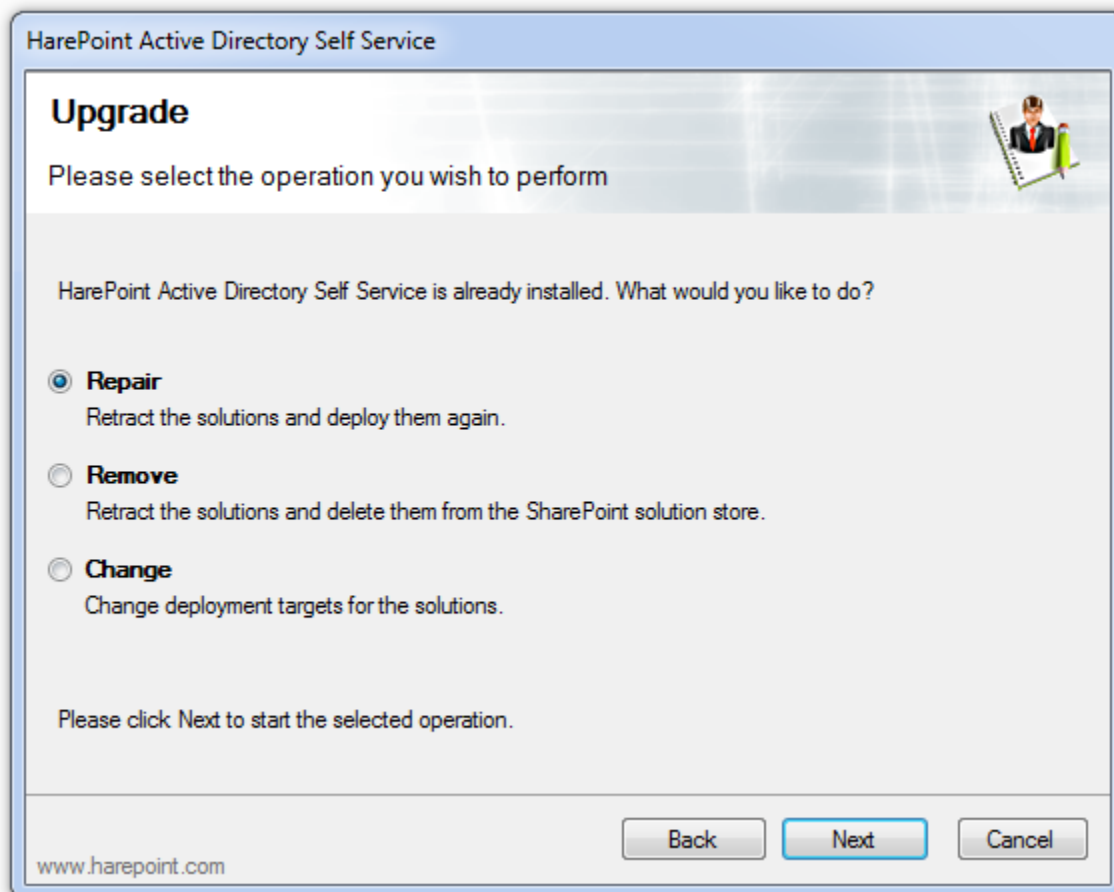 HarePoint Active Directory Self Service
Upgrade
Please select the operation you wish to perform
HarePoint Active Directory Self Service is already installed. What would you like to do?
Repair
Retract the solutions and deploy them again.
Remove
Retract the solutions and delete them from the SharePoint solution store.
Change
Change deployment targets for the solutions.
Please click Next to start the selected operation.
Back Next Cancel
www.harepoint.com